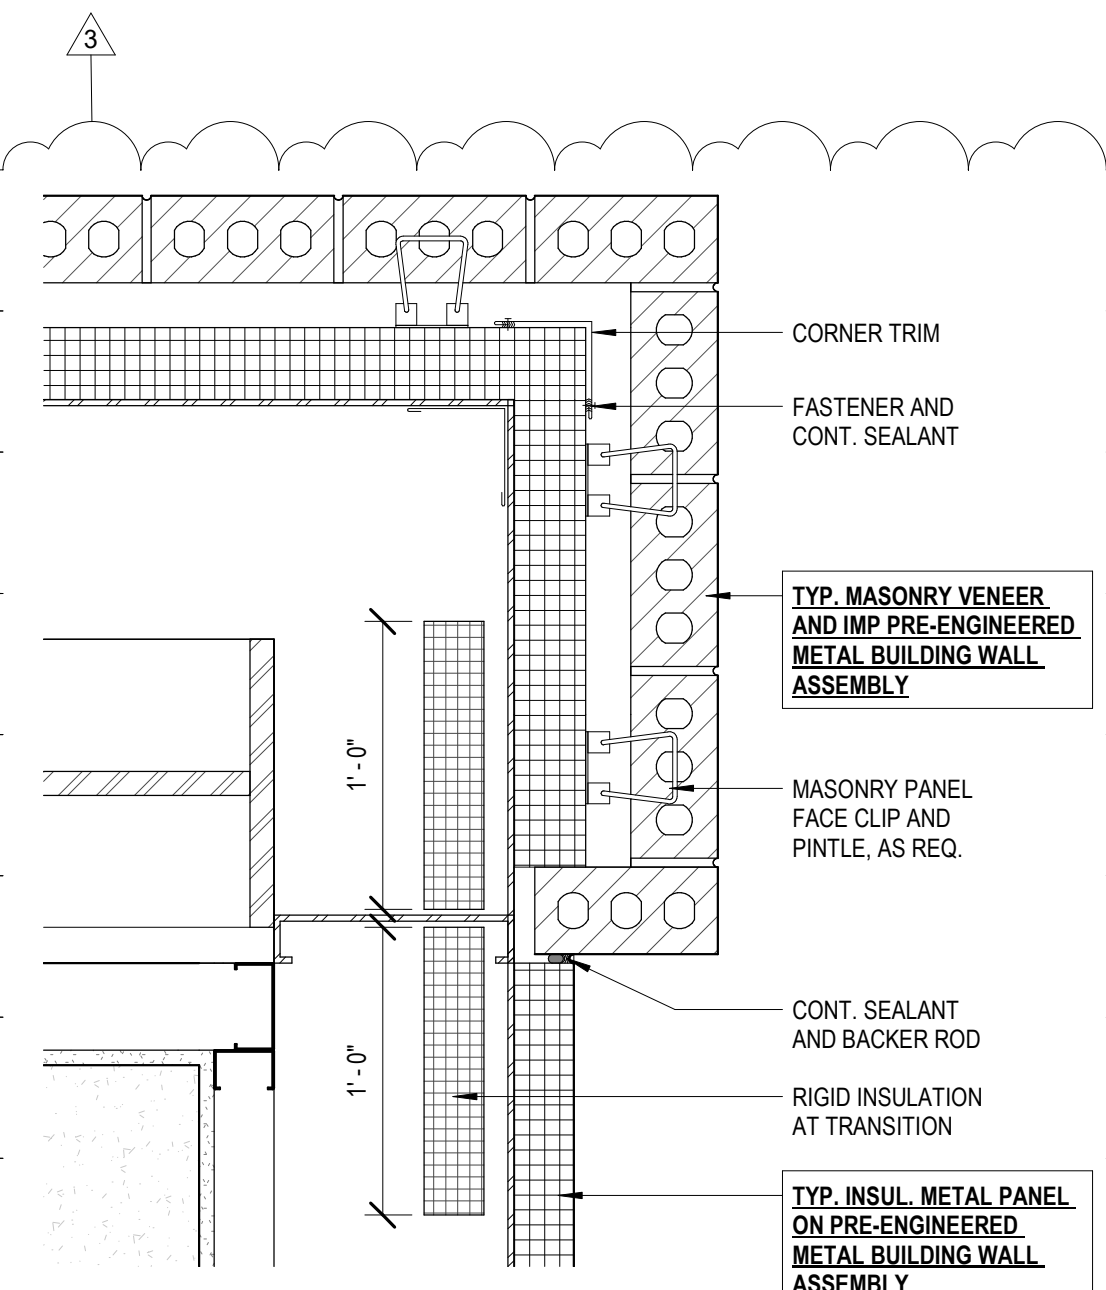 3
CORNER TRIM
FASTENER AND
CONT. SEALANT
TYP. MASONRY VENEER
AND IMP PRE-ENGINEERED
METAL BUILDING WALL
ASSEMBLY
1' - 0"
MASONRY PANEL
FACE CLIP AND
PINTLE, AS REQ.
CONT. SEALANT
AND BACKER ROD
1' - 0"
RIGID INSULATION
AT TRANSITION
TYP. INSUL. METAL PANEL
ON PRE-ENGINEERED
METAL BUILDING WALL
ASSEMBLY